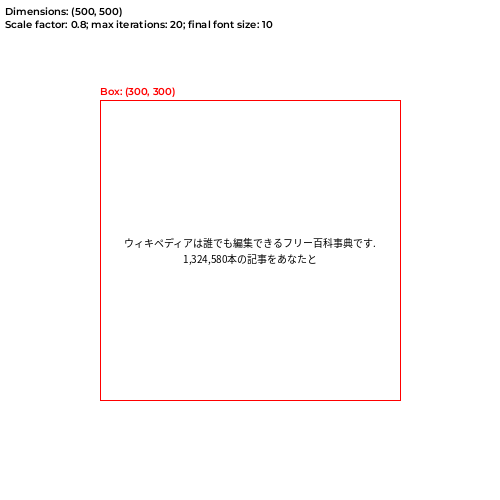 Dimensions: (500, 500)
Scale factor: 0.8; max iterations: 20; final font size: 10
Box: (300, 300)
ウィキペディアは誰でも編集できるフリー百科事典です.
1,324,580本の記事をあなたと